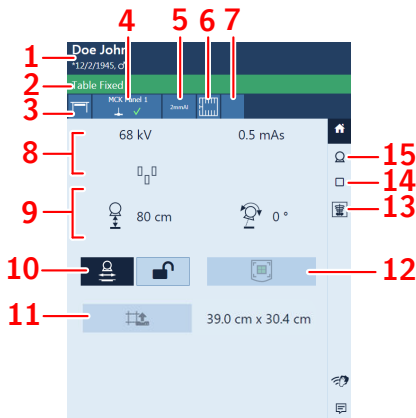 Doe John
*12/2/1945, ♂
Table Fixed
MCK Panel 1
2mmAl
68 kV
0.5 mAs
80 cm
0 °
39.0 cm x 30.4 cm
1
2
3
4
5
6
7
8
9
10
11
12
13
14
15